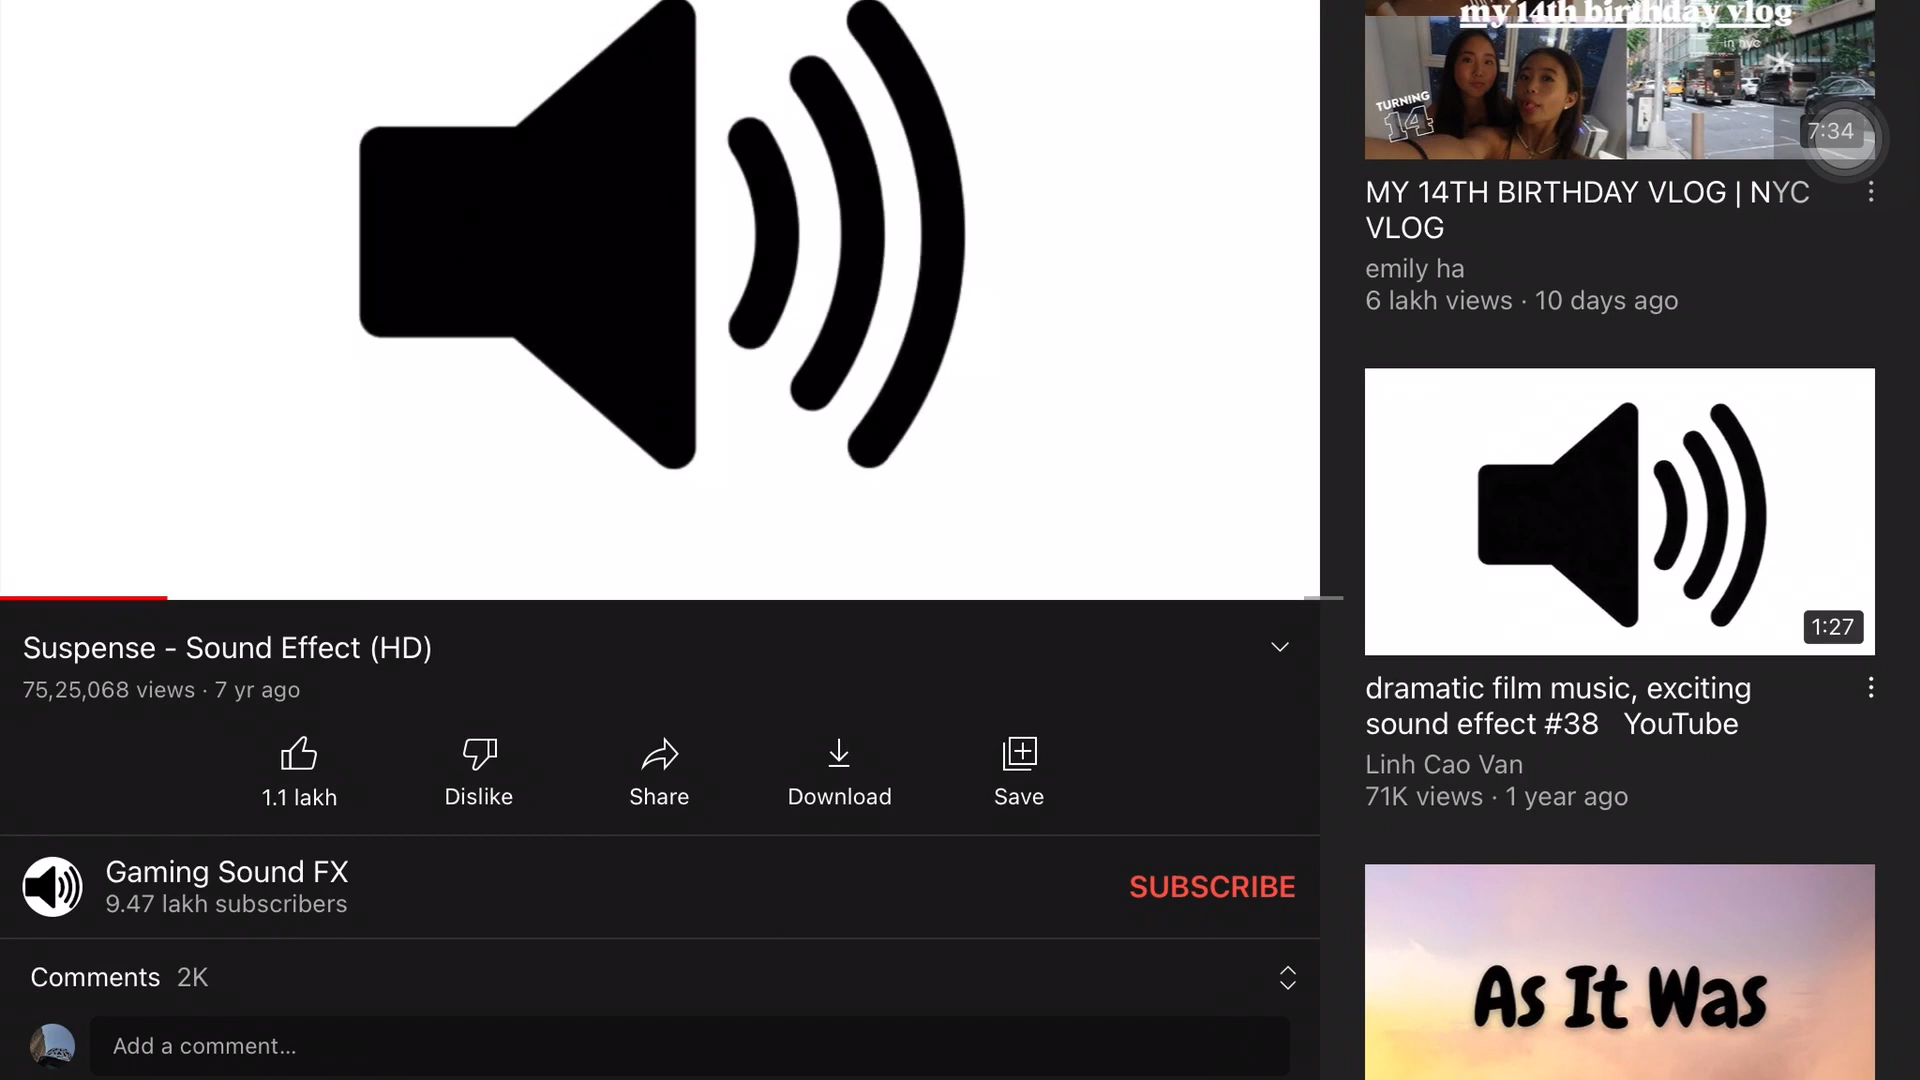 Suspense - Sound Effect (HD)
75,25,068 views · 7 yr ago
1.1 lakh
Dislike
Share
Download
Save
Gaming Sound FX
9.47 lakh subscribers
SUBSCRIBE
Comments 2K
Add a comment...
my 14th birthday vlog
in nyc
TURNING
14
7:34
MY 14TH BIRTHDAY VLOG | NYC
VLOG
emily ha
6 lakh views · 10 days ago
1:27
dramatic film music, exciting
sound effect #38 YouTube
Linh Cao Van
71K views · 1 year ago
As It Was